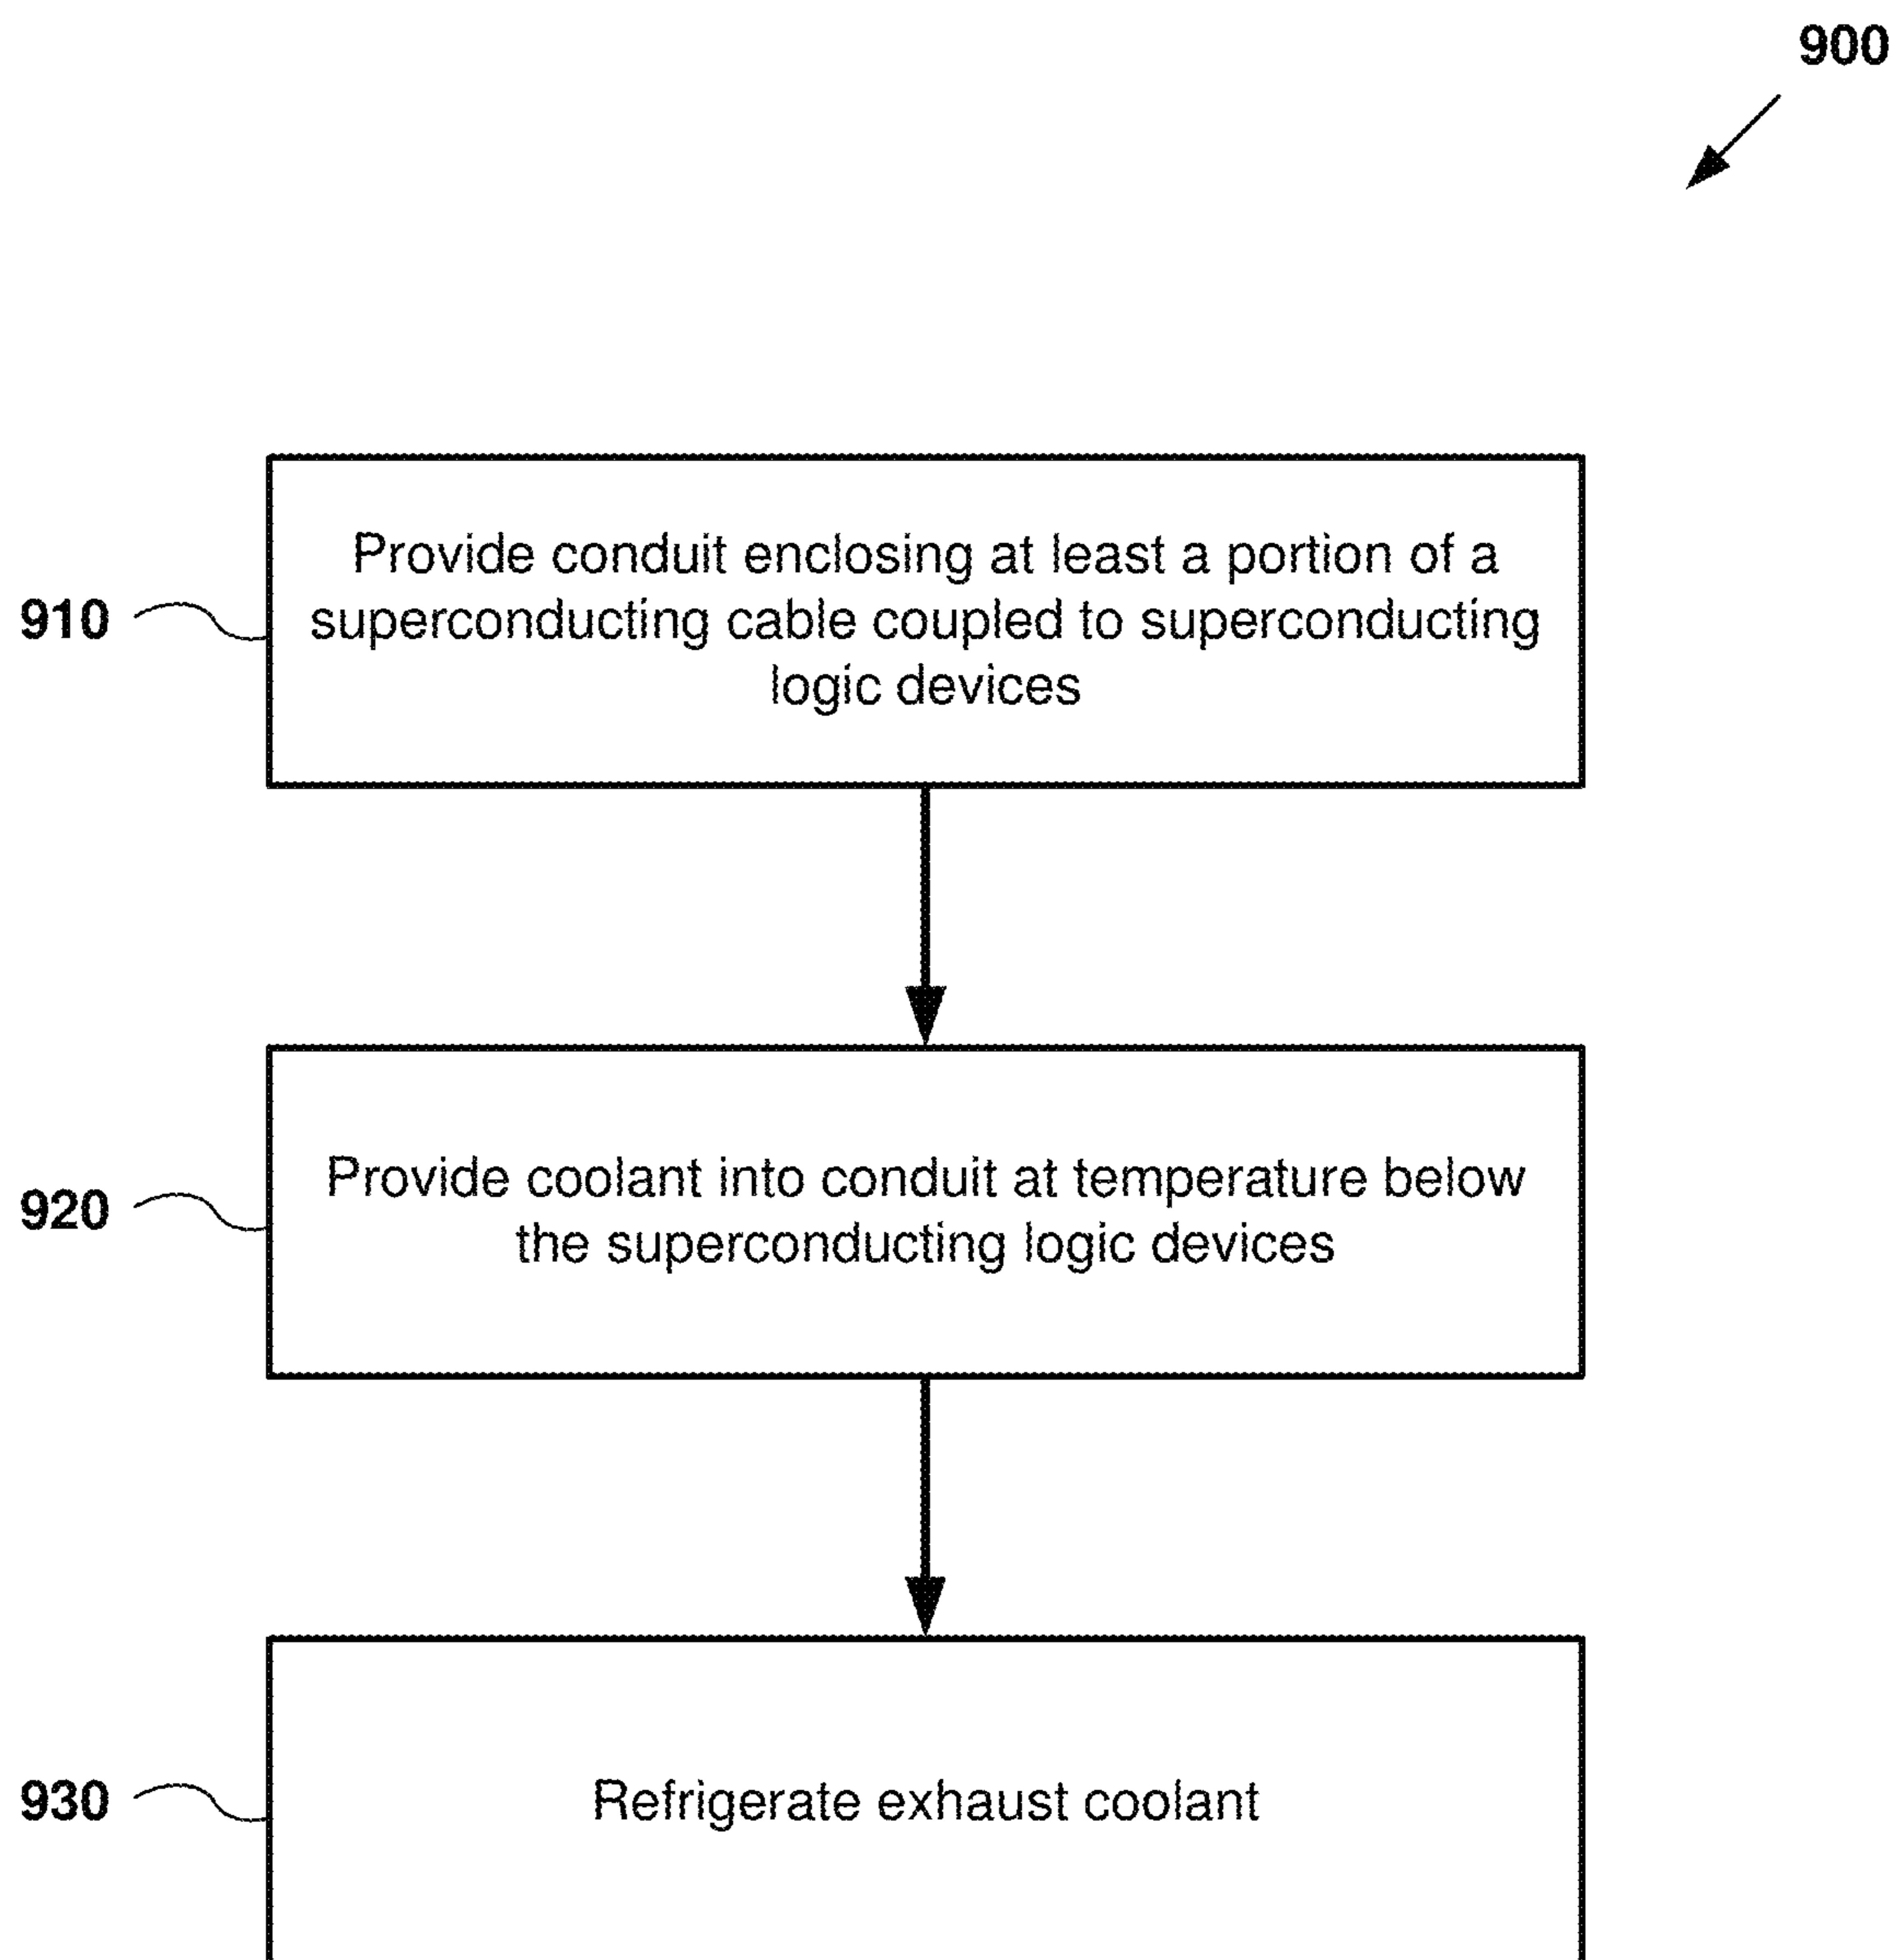 900
910
Provide conduit enclosing at least a portion of a
superconducting cable coupled to superconducting
logic devices
920
Provide coolant into conduit at temperature below
the superconducting logic devices
930
Refrigerate exhaust coolant